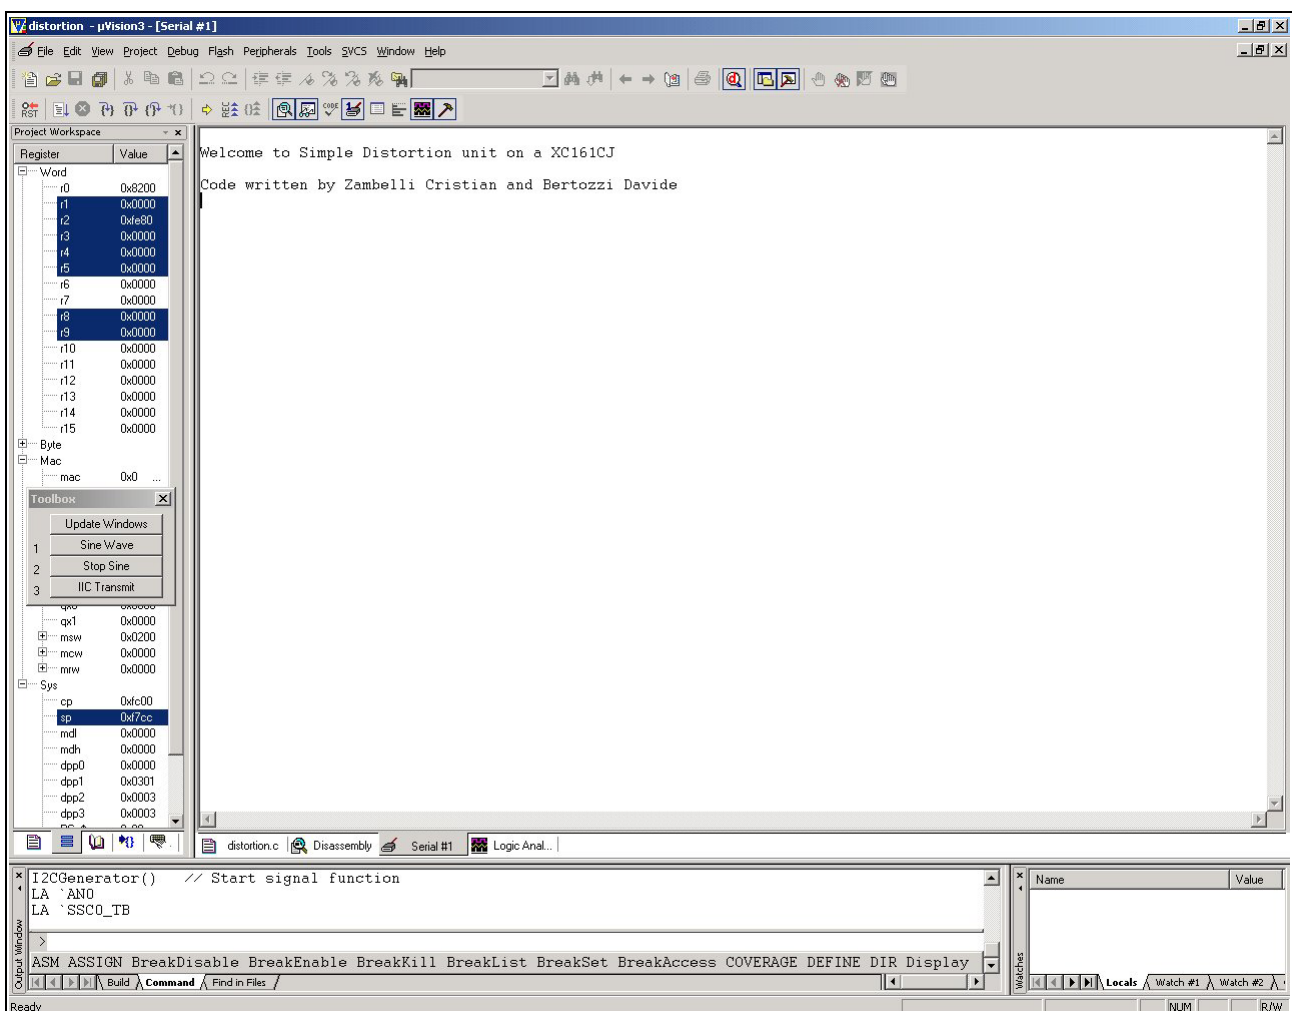 distortion - µVision3 - [Serial #1]
File Edit View Project Debug Flash Peripherals Tools SVCS Window Help
RST
CODE
Project Workspace
Register Value
Word
r0 0x8200
r1 0x0000
r2 0xfe80
r3 0x0000
r4 0x0000
r5 0x0000
r6 0x0000
r7 0x0000
r8 0x0000
r9 0x0000
r10 0x0000
r11 0x0000
r12 0x0000
r13 0x0000
r14 0x0000
r15 0x0000
Byte
Mac
mac 0x0 ...
Toolbox
Update Windows
1 Sine Wave
2 Stop Sine
3 IIC Transmit
qx1 0x0000
msw 0x0200
mcw 0x0000
mrw 0x0000
Sys
cp 0xfc00
sp 0xf7cc
mdl 0x0000
mdh 0x0000
dpp0 0x0000
dpp1 0x0301
dpp2 0x0003
dpp3 0x0003
Welcome to Simple Distortion unit on a XC161CJ
Code written by Zambelli Cristian and Bertozzi Davide
distortion.c Disassembly Serial #1 Logic Anal...
Output Window
I2CGenerator() // Start signal function
LA `AN0
LA `SSC0_TB
>
ASM ASSIGN BreakDisable BreakEnable BreakKill BreakList BreakSet BreakAccess COVERAGE DEFINE DIR Display
Build Command Find in Files
Watches
Name Value
Locals Watch #1 Watch #2
Ready
NUM R/W